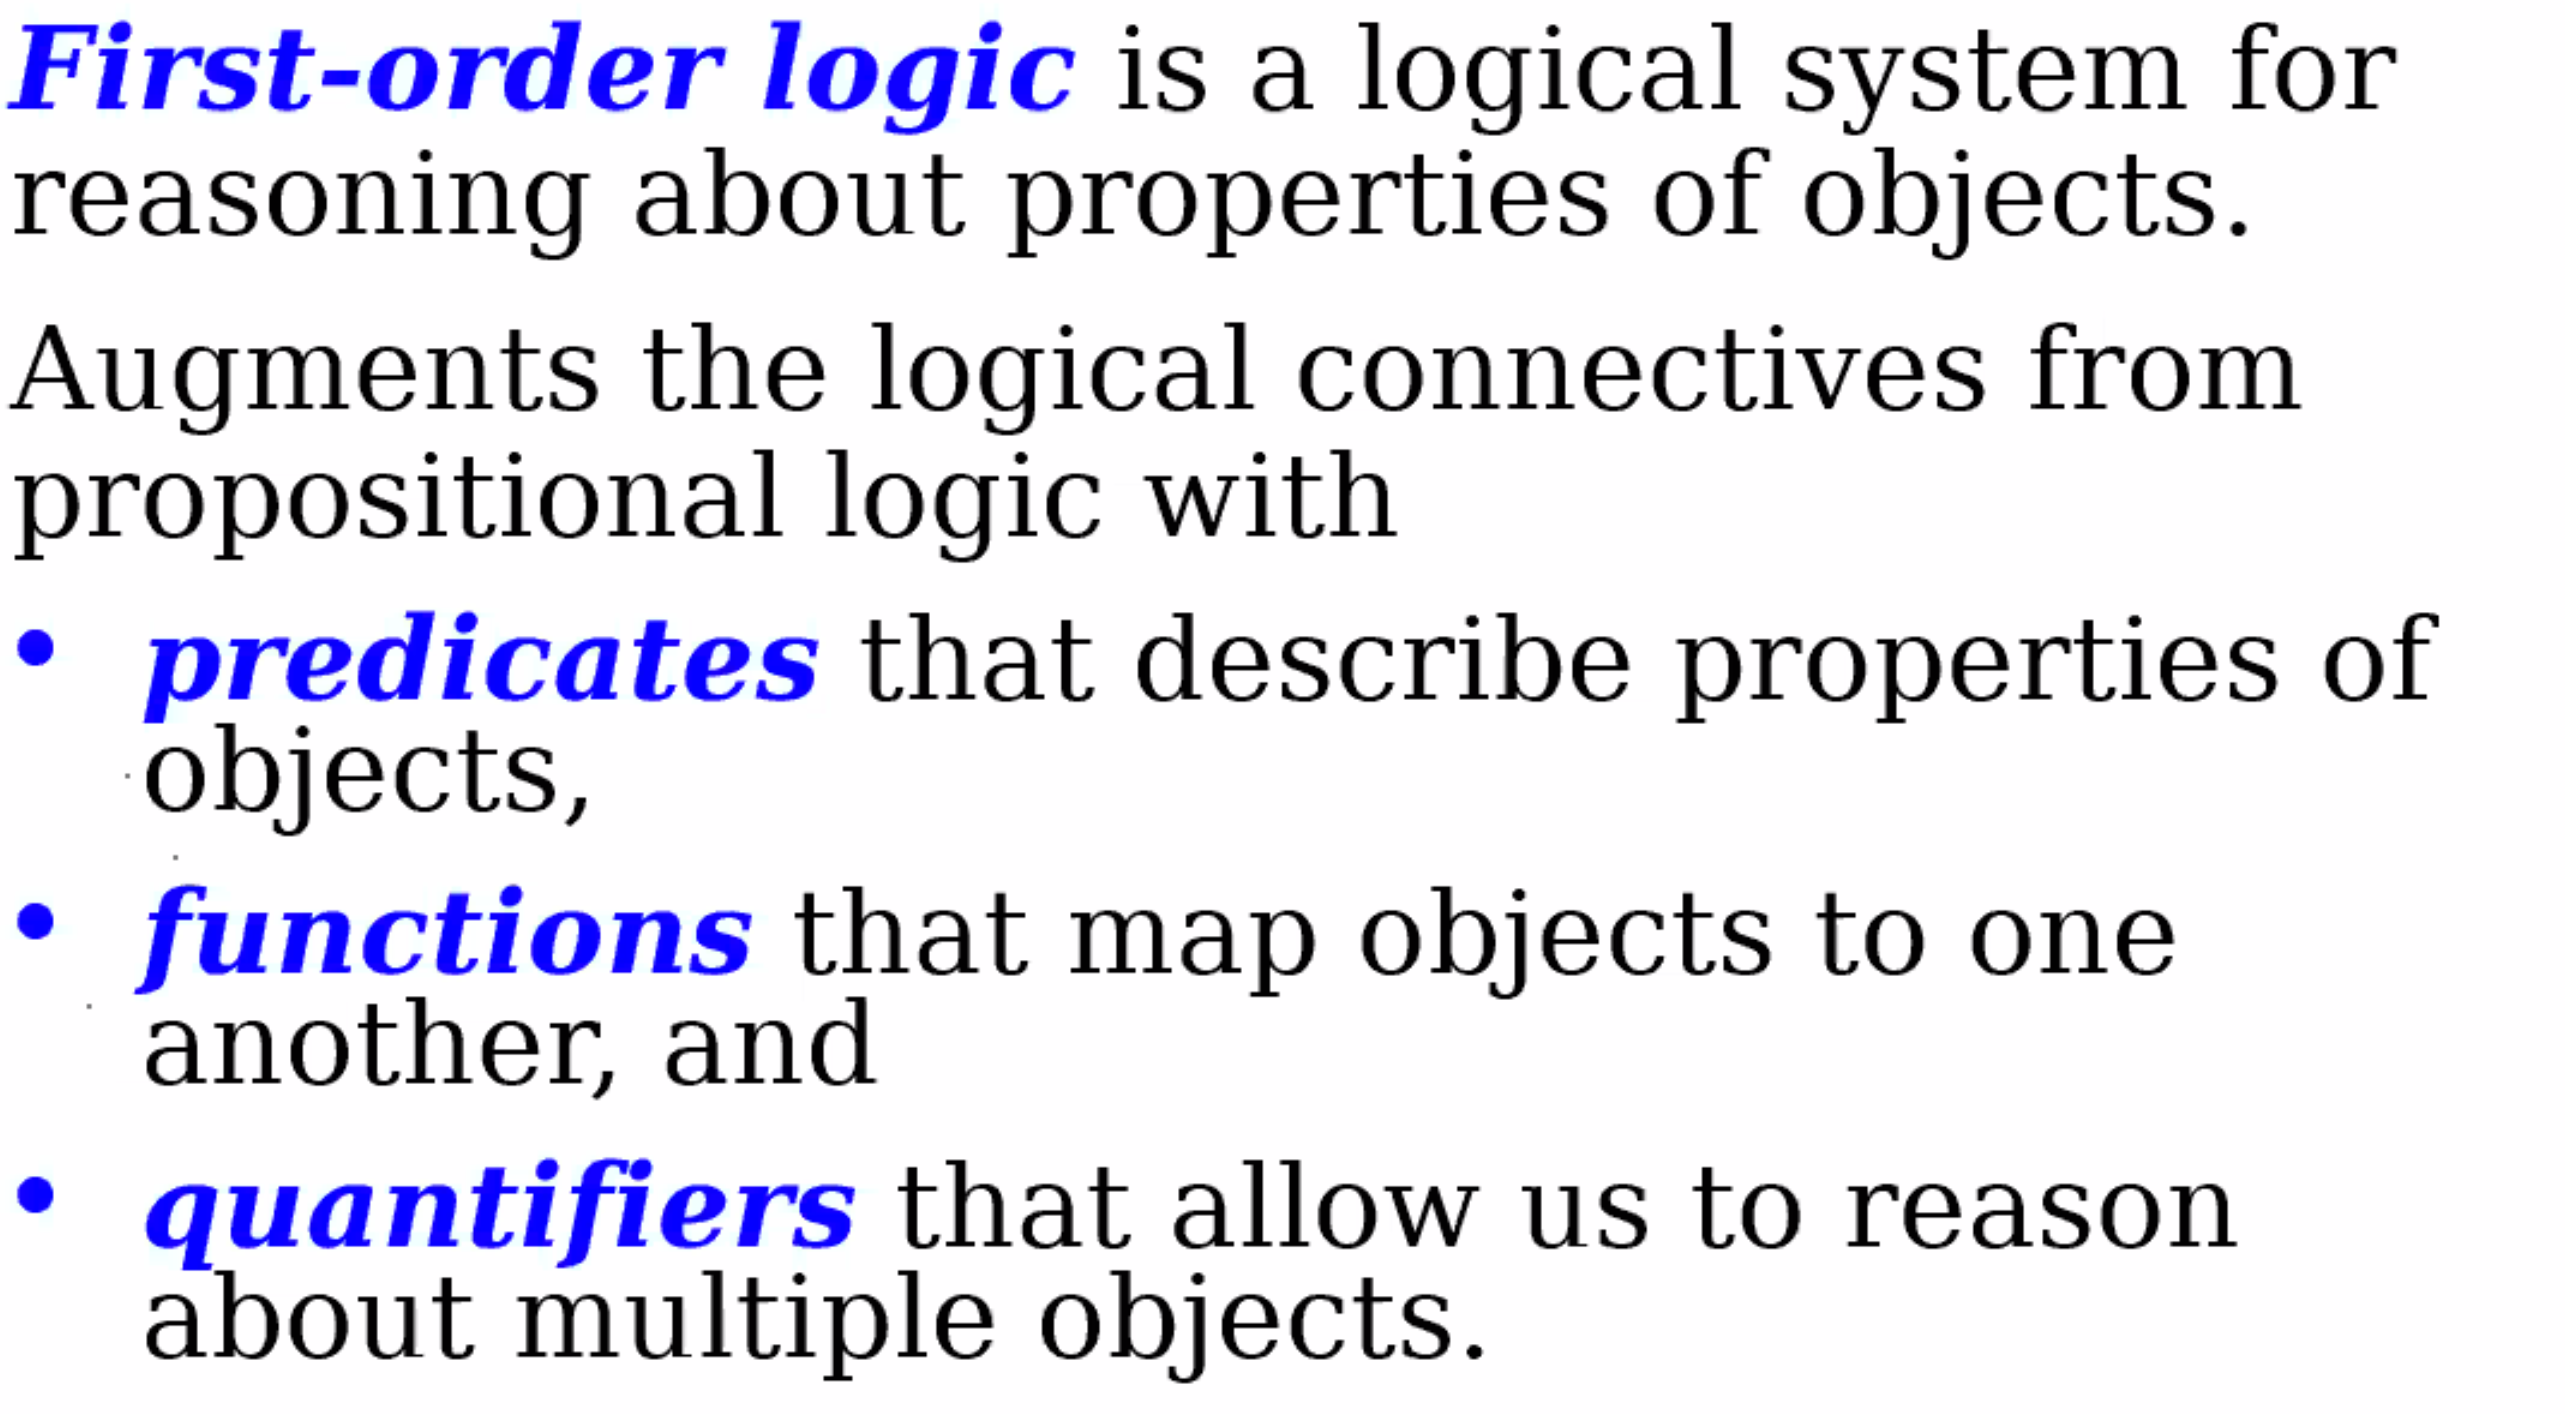 First-order logic is a logical system for
reasoning about properties of objects.
Augments the logical connectives from
propositional logic with
• predicates that describe properties of
objects,
• functions that map objects to one
another, and
• quantifiers that allow us to reason
about multiple objects.